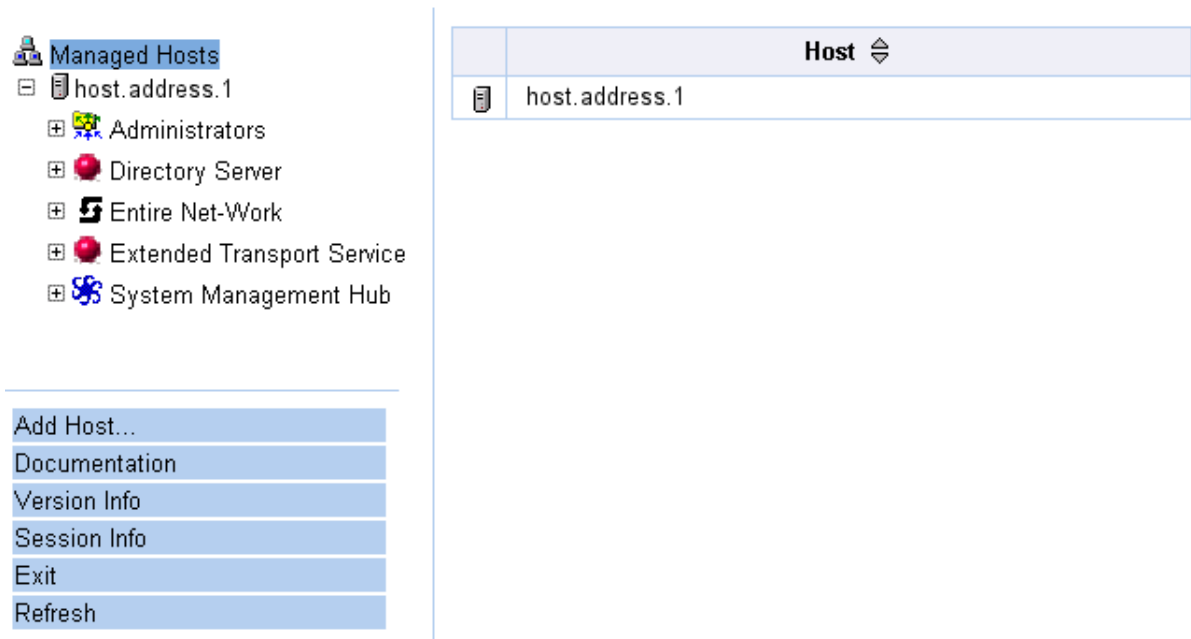 Managed Hosts
host.address.1
Administrators
Directory Server
Entire Net-Work
Extended Transport Service
System Management Hub
Add Host...
Documentation
Version Info
Session Info
Exit
Refresh
Host
host.address.1